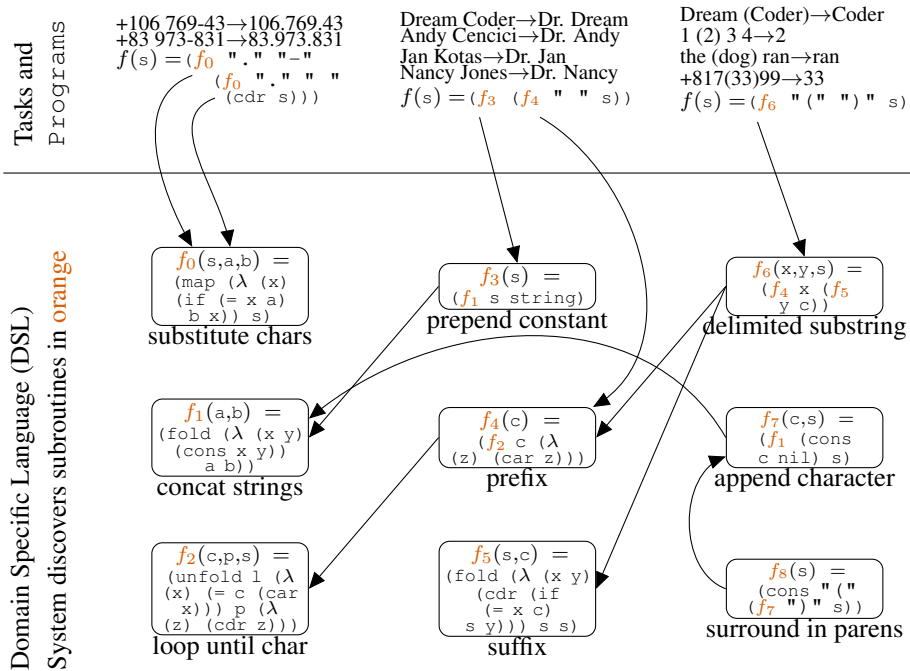 Tasks and
Programs
+106 769-43→106.769.43
+83 973-831→83.973.831
f(s) =(f0 "." "-"
(f0 "." " "
(cdr s)))
Dream Coder→Dr. Dream
Andy Cencici→Dr. Andy
Jan Kotas→Dr. Jan
Nancy Jones→Dr. Nancy
f(s) =(f3 (f4 " " s))
Dream (Coder)→Coder
1 (2) 3 4→2
the (dog) ran→ran
+817(33)99→33
f(s) =(f6 "(" ")" s)
Domain Specific Language (DSL)
System discovers subroutines in orange
f0(s,a,b) =
(map (λ (x)
(if (= x a)
b x)) s)
substitute chars
f3(s) =
(f1 s string)
prepend constant
f6(x,y,s) =
(f4 x (f5
y c))
delimited substring
f1(a,b) =
(fold (λ (x y)
(cons x y))
a b))
concat strings
f4(c) =
(f2 c (λ
(z) (car z)))
prefix
f7(c,s) =
(f1 (cons
c nil) s)
append character
f2(c,p,s) =
(unfold l (λ
(x) (= c (car
x))) p (λ
(z) (cdr z)))
loop until char
f5(s,c) =
(fold (λ (x y)
(cdr (if
(= x c)
s y))) s s)
suffix
f8(s) =
(cons "("
(f7 ")" s))
surround in parens